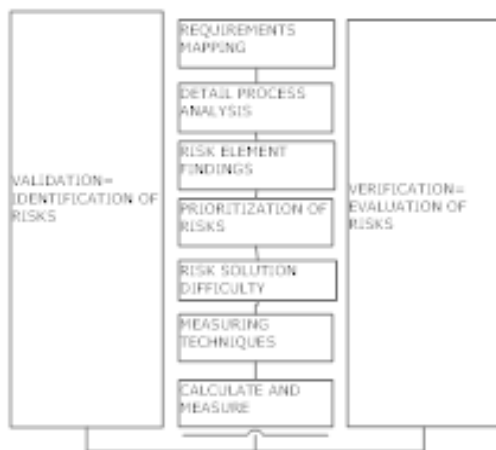 VALIDATION=
IDENTIFICATION OF
RISKS
REQUIREMENTS
MAPPING
DETAIL PROCESS
ANALYSIS
RISK ELEMENT
FINDINGS
PRIORITIZATION OF
RISKS
RISK SOLUTION
DIFFICULTY
MEASURING
TECHNIQUES
CALCULATE AND
MEASURE
VERIFICATION=
EVALUATION OF
RISKS